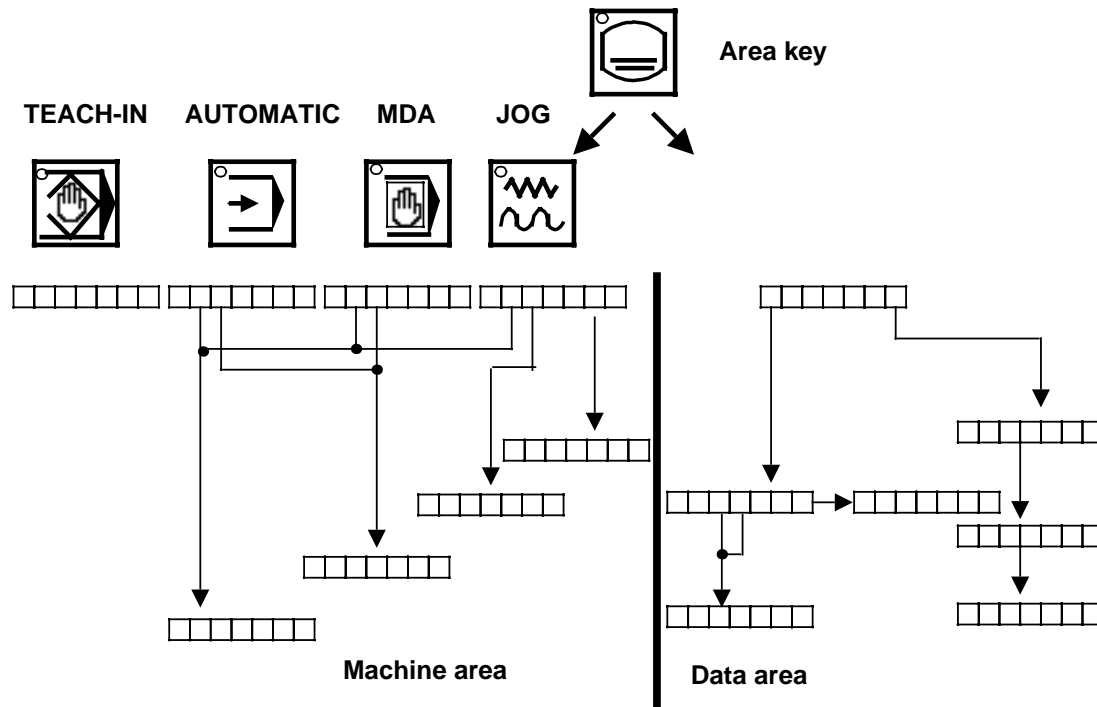 Area key
TEACH-IN AUTOMATIC MDA JOG
Machine area
Data area